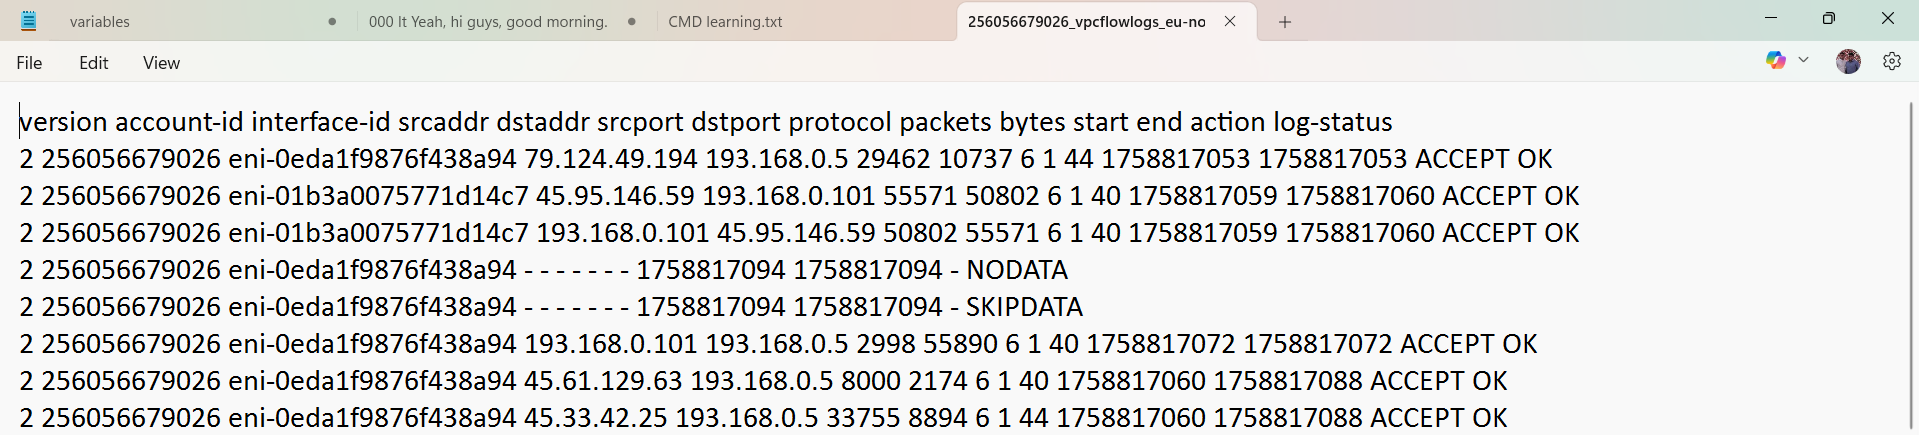 variables
000 It Yeah, hi guys, good morning.
CMD learning.txt
256056679026_vpcflowlogs_eu-no
File Edit View
version account-id interface-id srcaddr dstaddr srcport dstport protocol packets bytes start end action log-status
2 256056679026 eni-0eda1f9876f438a94 79.124.49.194 193.168.0.5 29462 10737 6 1 44 1758817053 1758817053 ACCEPT OK
2 256056679026 eni-01b3a0075771d14c7 45.95.146.59 193.168.0.101 55571 50802 6 1 40 1758817059 1758817060 ACCEPT OK
2 256056679026 eni-01b3a0075771d14c7 193.168.0.101 45.95.146.59 50802 55571 6 1 40 1758817059 1758817060 ACCEPT OK
2 256056679026 eni-0eda1f9876f438a94 - - - - - - - 1758817094 1758817094 - NODATA
2 256056679026 eni-0eda1f9876f438a94 - - - - - - - 1758817094 1758817094 - SKIPDATA
2 256056679026 eni-0eda1f9876f438a94 193.168.0.101 193.168.0.5 2998 55890 6 1 40 1758817072 1758817072 ACCEPT OK
2 256056679026 eni-0eda1f9876f438a94 45.61.129.63 193.168.0.5 8000 2174 6 1 40 1758817060 1758817088 ACCEPT OK
2 256056679026 eni-0eda1f9876f438a94 45.33.42.25 193.168.0.5 33755 8894 6 1 44 1758817060 1758817088 ACCEPT OK